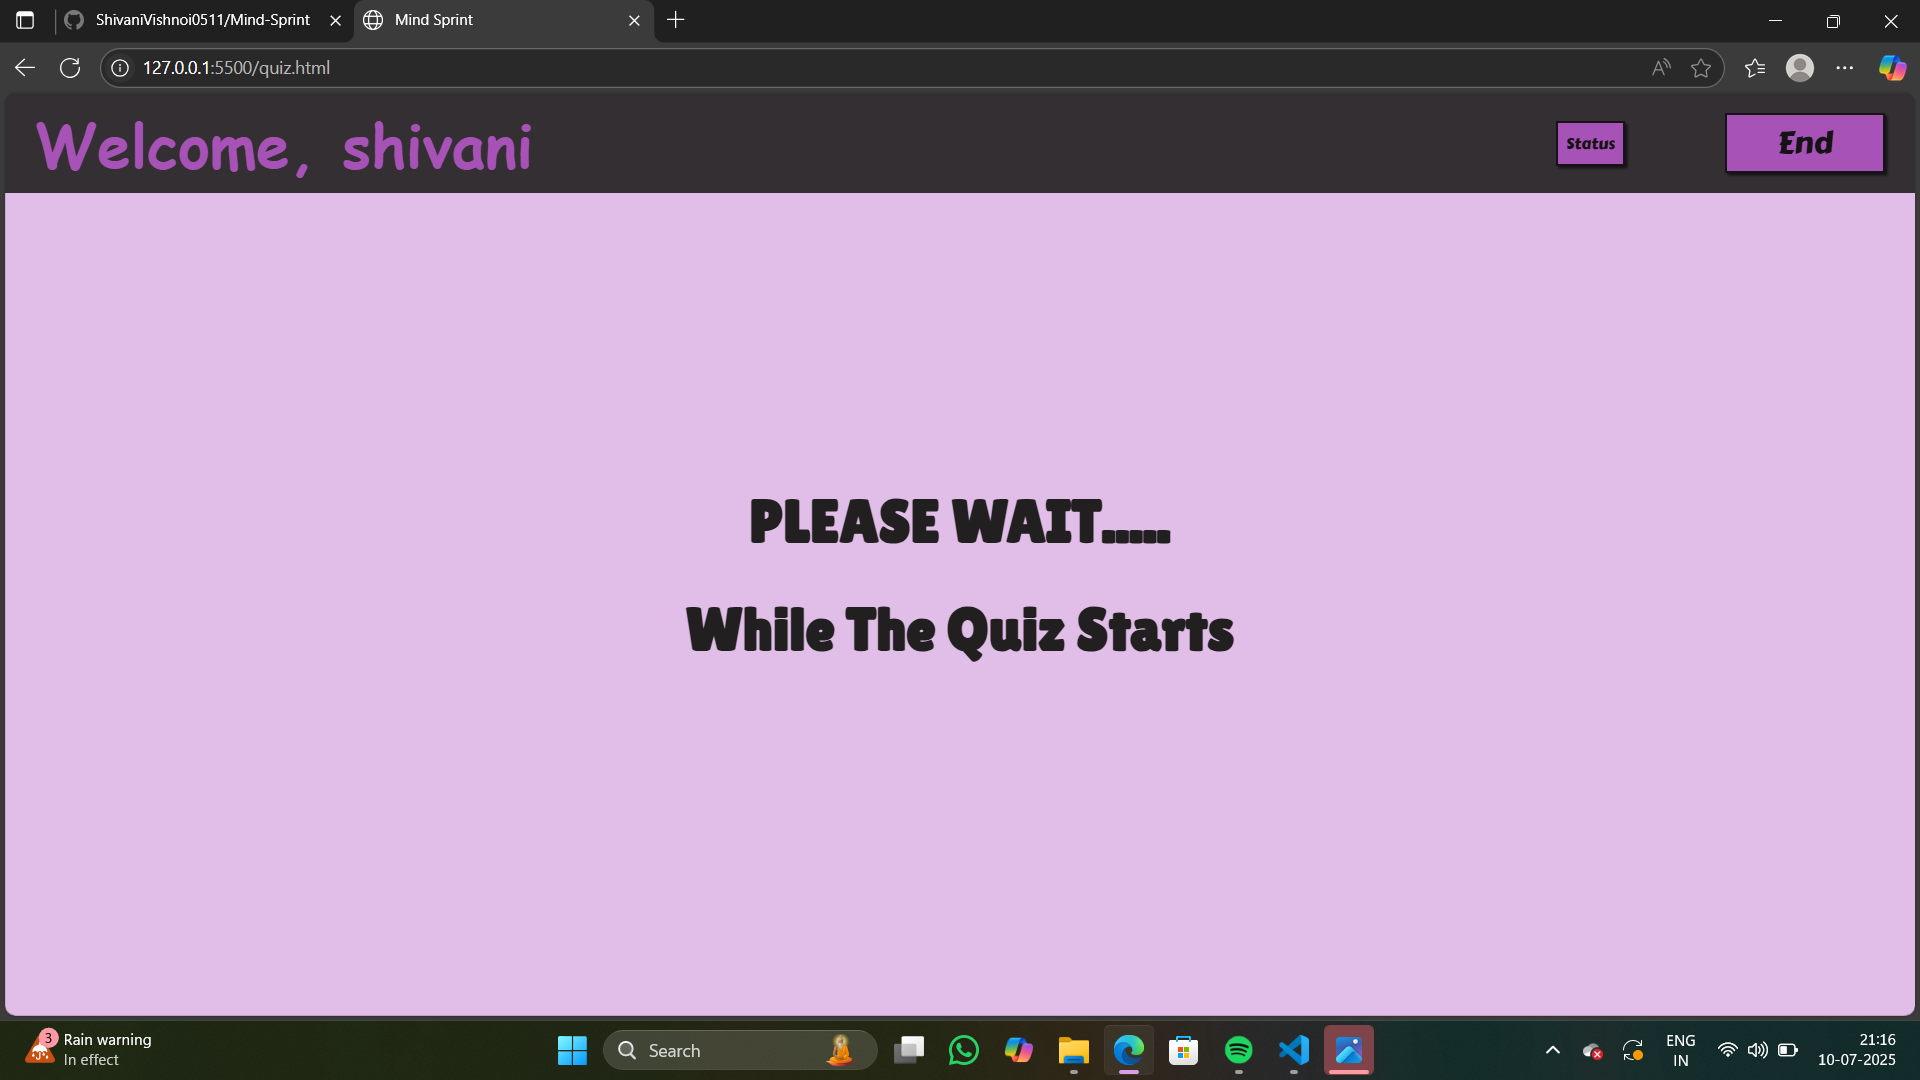 ShivaniVishnoi0511/Mind-Sprint
Mind Sprint
127.0.0.1:5500/quiz.html
Welcome, shivani
Status
End
PLEASE WAIT.....
While The Quiz Starts
3
Rain warning
In effect
Search
ENG
IN
21:16
10-07-2025